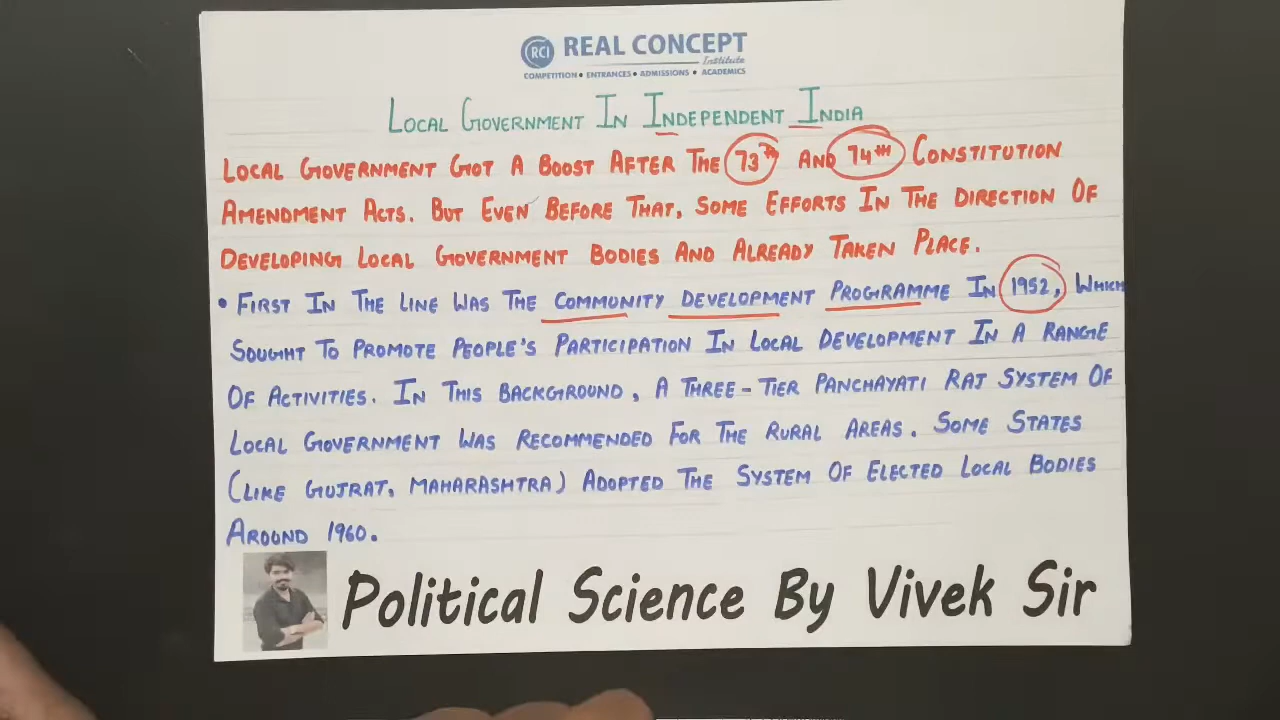 RCI REAL CONCEPT
Institute
COMPETITION • ENTRANCES • ADMISSIONS • ACADEMICS
LOCAL GOVERNMENT IN INDEPENDENT INDIA
LOCAL GOVERNMENT GOT A BOOST AFTER THE 73rd AND 74TH CONSTITUTION
AMENDMENT ACTS. BUT EVEN BEFORE THAT, SOME EFFORTS IN THE DIRECTION OF
DEVELOPING LOCAL GOVERNMENT BODIES AND ALREADY TAKEN PLACE.
• FIRST IN THE LINE WAS THE COMMUNITY DEVELOPMENT PROGRAMME IN 1952, WHICH
SOUGHT TO PROMOTE PEOPLE'S PARTICIPATION IN LOCAL DEVELOPMENT IN A RANGE
OF ACTIVITIES. IN THIS BACKGROUND, A THREE-TIER PANCHAYATI RAJ SYSTEM OF
LOCAL GOVERNMENT WAS RECOMMENDED FOR THE RURAL AREAS. SOME STATES
(LIKE GUJRAT, MAHARASHTRA) ADOPTED THE SYSTEM OF ELECTED LOCAL BODIES
AROUND 1960.
Political Science By Vivek Sir